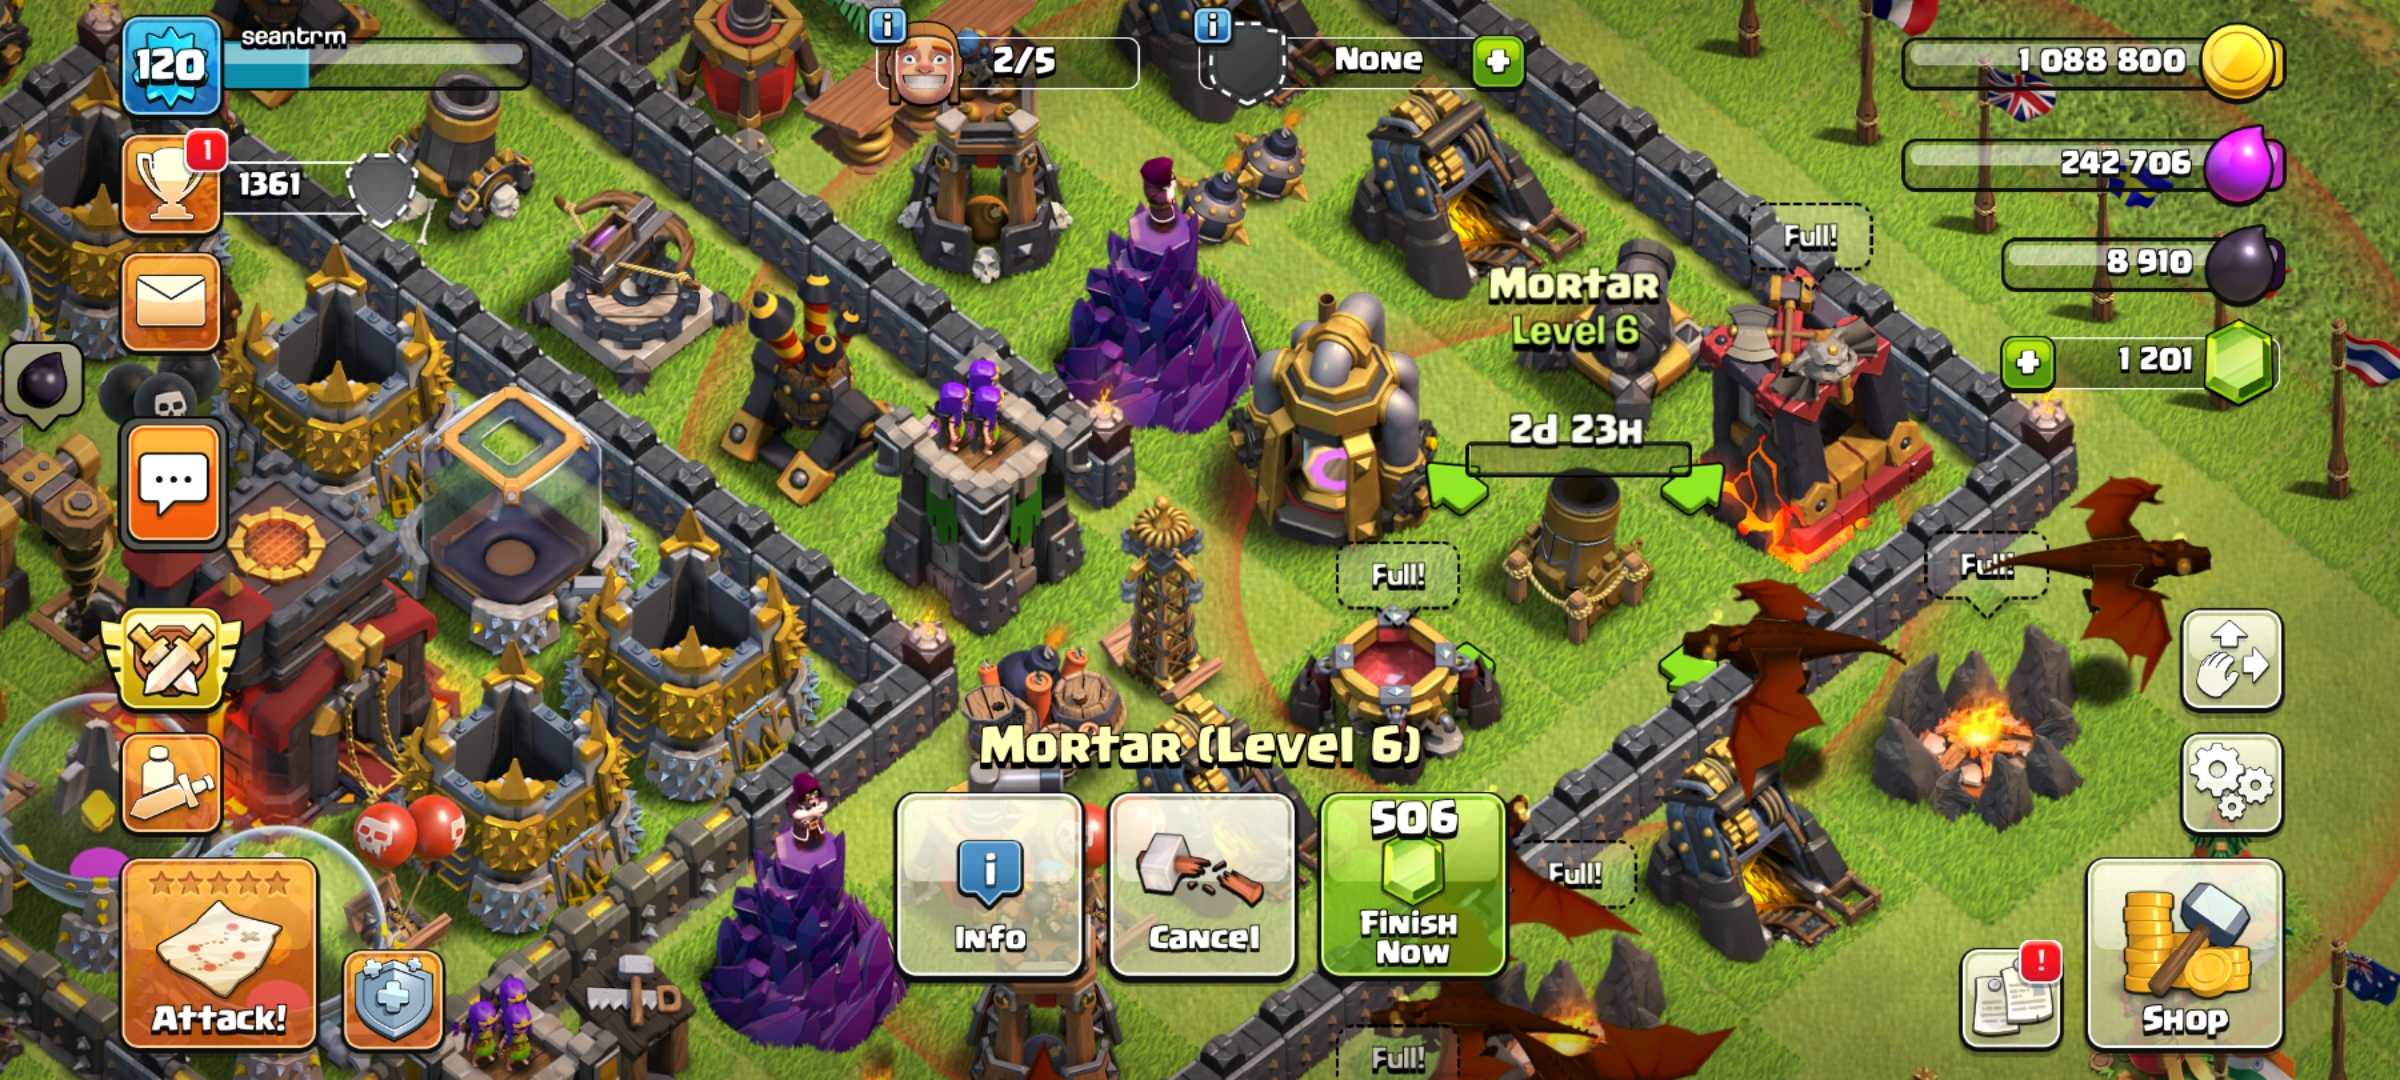 120
seantrm
2/5
None
1 088 800
1
1361
242 706
Full!
8 910
Mortar
Level 6
1 201
2d 23h
Full!
Full!
Mortar (Level 6)
506
Info
Cancel
Finish
Now
Full!
Attack!
!
Shop
Full!